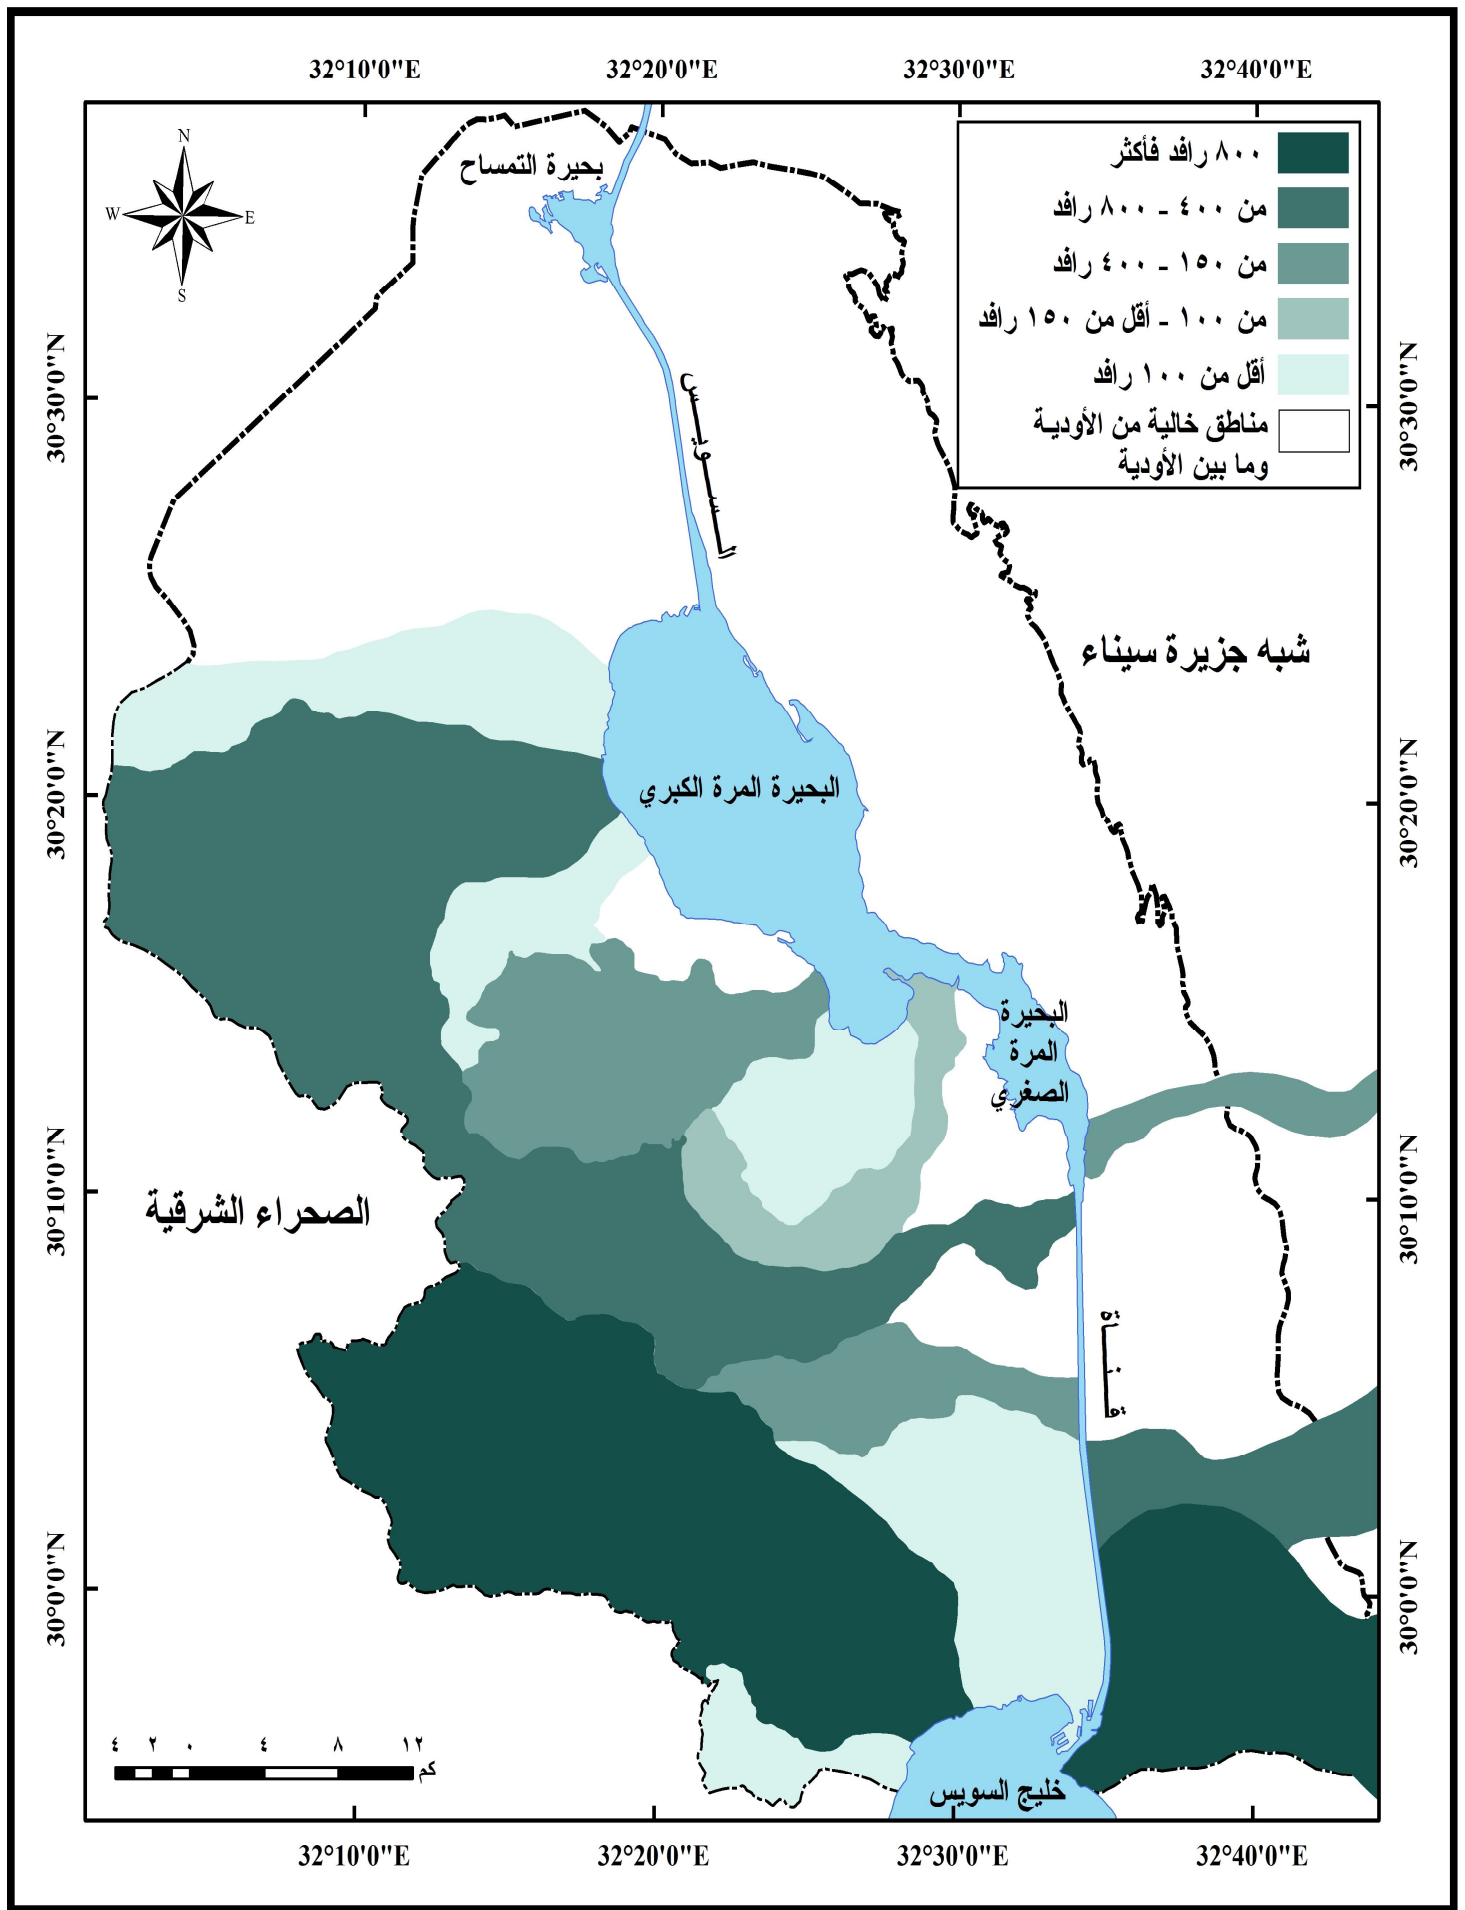 32°10'0"E
32°20'0"E
32°30'0"E
32°40'0"E
N
W
E
S
٨٠٠ رافد فأكثر
من ٤٠٠ - ٨٠٠ رافد
من ١٥٠ - ٤٠٠ رافد
من ١٠٠ - أقل من ١٥٠ رافد
أقل من ١٠٠ رافد
مناطق خالية من الأودية
وما بين الأودية
بحيرة التمساح
30°30'0"N
30°30'0"N
الســـويـــس
شبه جزيرة سيناء
30°20'0"N
30°20'0"N
البحيرة المرة الكبري
البحيرة
المرة
الصغري
30°10'0"N
30°10'0"N
الصحراء الشرقية
قـــنـــاة
30°0'0"N
30°0'0"N
٤ ٢ ٠ ٤ ٨ ١٢
كم
خليج السويس
32°10'0"E
32°20'0"E
32°30'0"E
32°40'0"E